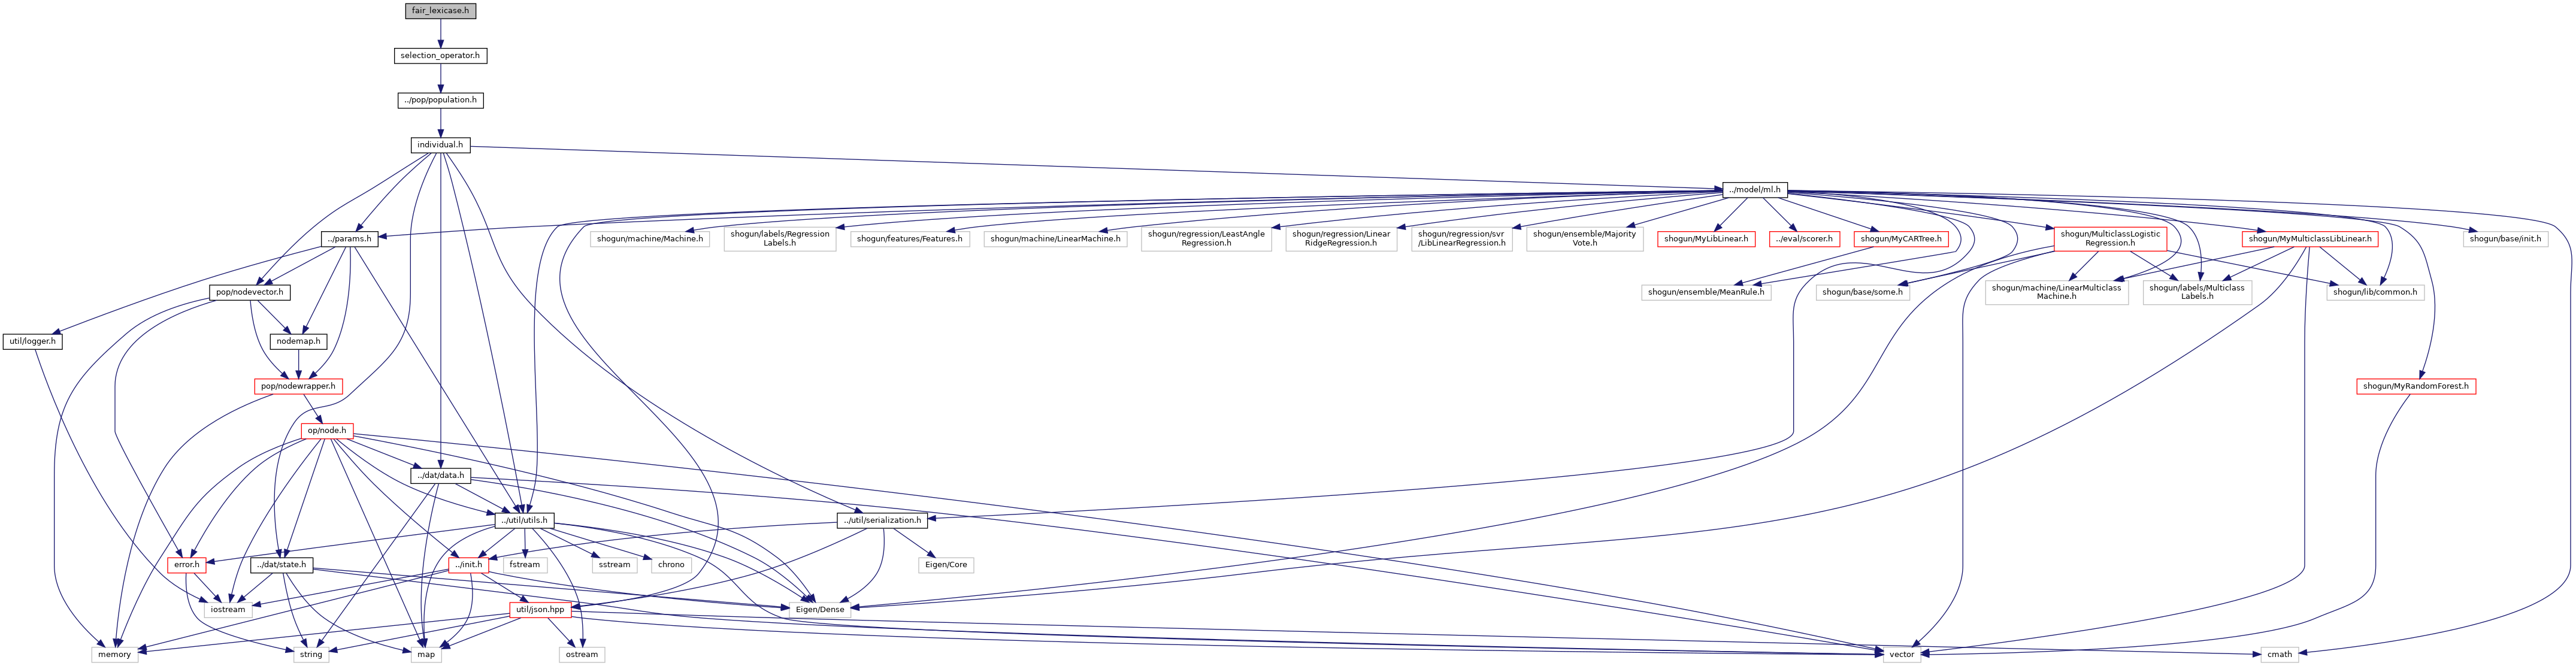 fair_lexicase.h
selection_operator.h
../pop/population.h
individual.h
../model/ml.h
../params.h
shogun/machine/Machine.h
shogun/labels/Regression
Labels.h
shogun/features/Features.h
shogun/machine/LinearMachine.h
shogun/regression/LeastAngle
Regression.h
shogun/regression/Linear
RidgeRegression.h
shogun/regression/svr
/LibLinearRegression.h
shogun/ensemble/Majority
Vote.h
shogun/MyLibLinear.h
../eval/scorer.h
shogun/MyCARTree.h
shogun/MulticlassLogistic
Regression.h
shogun/MyMulticlassLibLinear.h
shogun/base/init.h
pop/nodevector.h
shogun/ensemble/MeanRule.h
shogun/base/some.h
shogun/machine/LinearMulticlass
Machine.h
shogun/labels/Multiclass
Labels.h
shogun/lib/common.h
util/logger.h
nodemap.h
pop/nodewrapper.h
shogun/MyRandomForest.h
op/node.h
../dat/data.h
../util/utils.h
../util/serialization.h
error.h
../dat/state.h
../init.h
fstream
sstream
chrono
Eigen/Core
iostream
util/json.hpp
Eigen/Dense
memory
string
map
ostream
vector
cmath